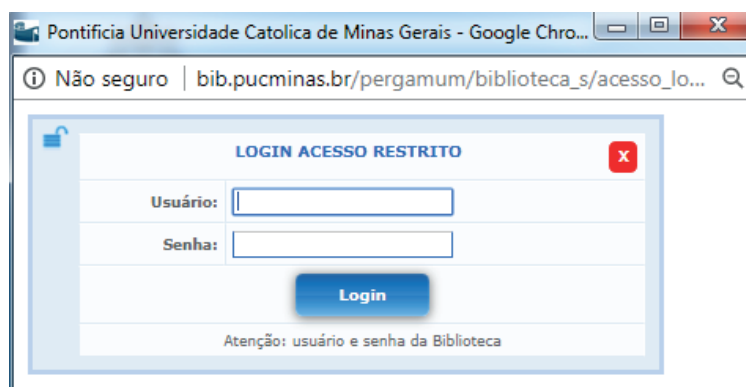 Pontificia Universidade Catolica de Minas Gerais - Google Chro...
Não seguro | bib.pucminas.br/pergamum/biblioteca_s/acesso_lo...
LOGIN ACESSO RESTRITO
X
Usuário:
Senha:
Login
Atenção: usuário e senha da Biblioteca